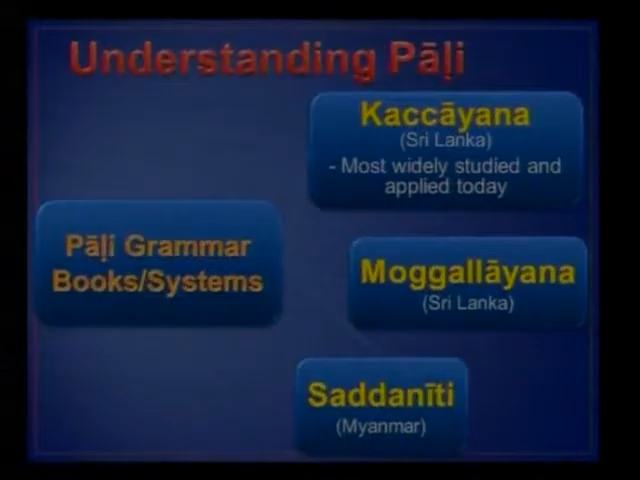 Understanding Pāḷi
Kaccāyana
(Sri Lanka)
- Most widely studied and
applied today
Pāḷi Grammar
Books/Systems
Moggallāyana
(Sri Lanka)
Saddanīti
(Myanmar)